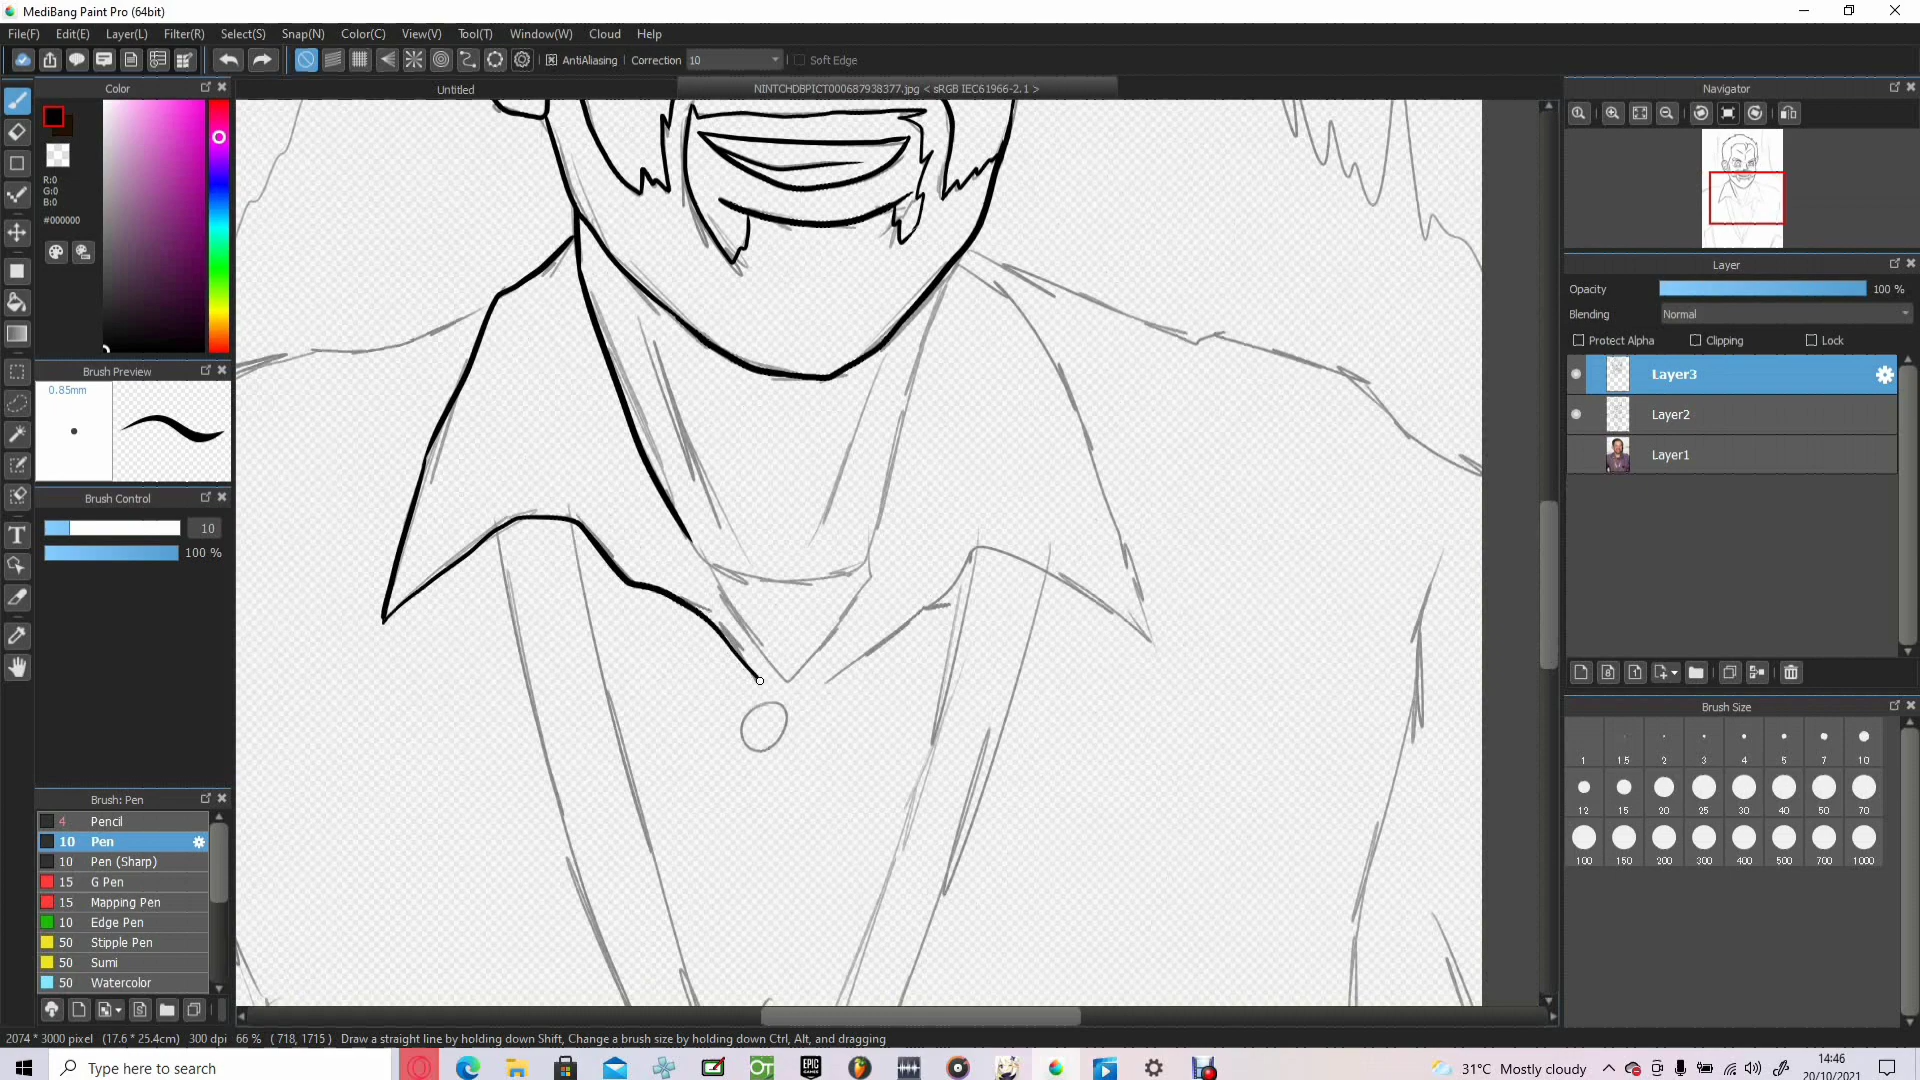 MediBang Paint Pro (64bit)
File(F) Edit(E) Layer(L) Filter(R) Select(S) Snap(N) Color(C) View(V) Tool(T) Window(W) Cloud Help
AntiAliasing Correction 10 Soft Edge
Color
Untitled
NINTCHDBPICT000687938377.jpg < sRGB IEC61966-2.1 >
Navigator
R:0
G:0
B:0
#000000
Layer
Opacity 100 %
Blending Normal
Protect Alpha Clipping Lock
Layer3
Layer2
Layer1
Brush Preview
0.85mm
Brush Control
10
100 %
Brush Size
1 1.5 2 3 4 5 7 10
12 15 20 25 30 40 50 70
100 150 200 300 400 500 700 1000
Brush: Pen
4 Pencil
10 Pen
10 Pen (Sharp)
15 G Pen
15 Mapping Pen
10 Edge Pen
50 Stipple Pen
50 Sumi
50 Watercolor
2074 * 3000 pixel (17.6 * 25.4cm) 300 dpi 66 % ( 718, 1715 ) Draw a straight line by holding down Shift, Change a brush size by holding down Ctrl, Alt, and dragging
Type here to search
OT
EPIC GAMES
31°C Mostly cloudy
14:46
20/10/2021